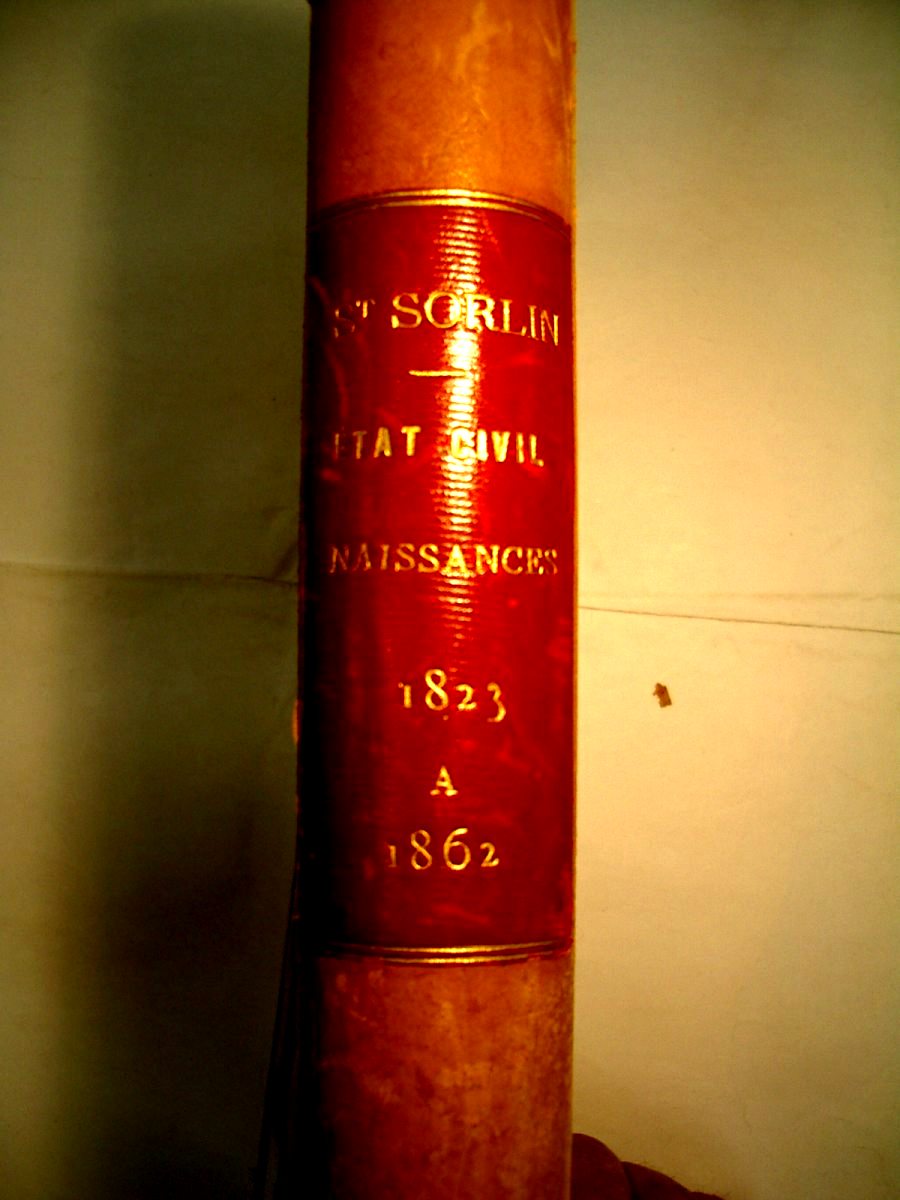 ST SORLIN
ETAT CIVIL
NAISSANCES
1823
A
1862